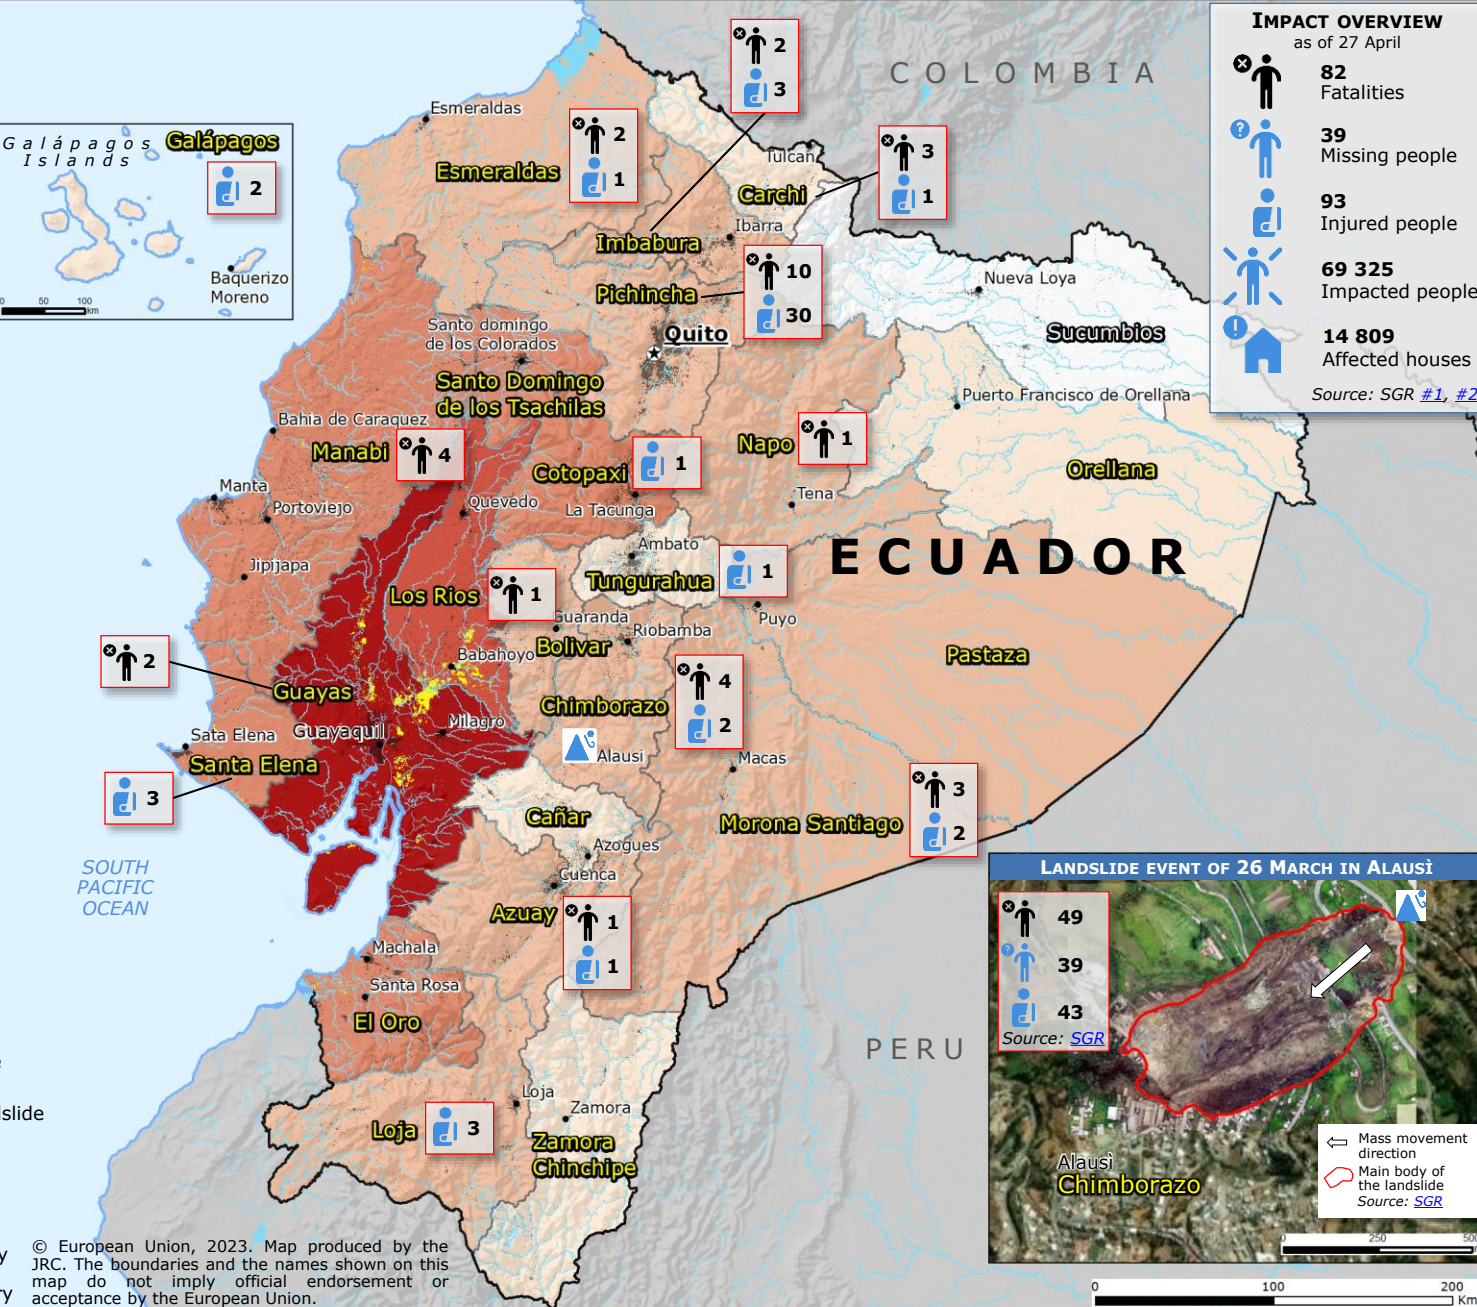 IMPACT OVERVIEW
as of 27 April
82
Fatalities
39
Missing people
93
Injured people
69 325
Impacted people
14 809
Affected houses
Source: SGR #1, #2
COLOMBIA
2
3
Esmeraldas
2
1
Esmeraldas
Galápagos
Islands
Galápagos
2
Baquerizo
Moreno
0 50 100
km
Tulcan
Carchi
3
1
Ibarra
Imbabura
Pichincha
10
30
Quito
Nueva Loya
Sucumbios
Santo domingo
de los Colorados
Santo Domingo
de los Tsachilas
Puerto Francisco de Orellana
Bahia de Caraquez
Manabi
4
Cotopaxi
1
Napo
1
Orellana
Manta
Portoviejo
Quevedo
La Tacunga
Tena
Ambato
ECUADOR
Jipijapa
Tungurahua
1
Los Rios
1
Guaranda
Riobamba
Puyo
Babahoyo
Bolivar
Pastaza
2
Guayas
Chimborazo
4
2
Guayaquil
Milagro
Sata Elena
Santa Elena
3
Alausi
Macas
Cañar
Morona Santiago
3
2
Azogues
Cuenca
SOUTH
PACIFIC
OCEAN
Azuay
1
1
Machala
Santa Rosa
El Oro
PERU
Loja
Loja
3
Zamora
Zamora
Chinchipe
LANDSLIDE EVENT OF 26 MARCH IN ALAUSÌ
49
39
43
Source: SGR
Alausì
Chimborazo
Mass movement
direction
Main body of
the landslide
Source: SGR
0 250 500
0 100 200
Km
© European Union, 2023. Map produced by the
JRC. The boundaries and the names shown on this
map do not imply official endorsement or
acceptance by the European Union.